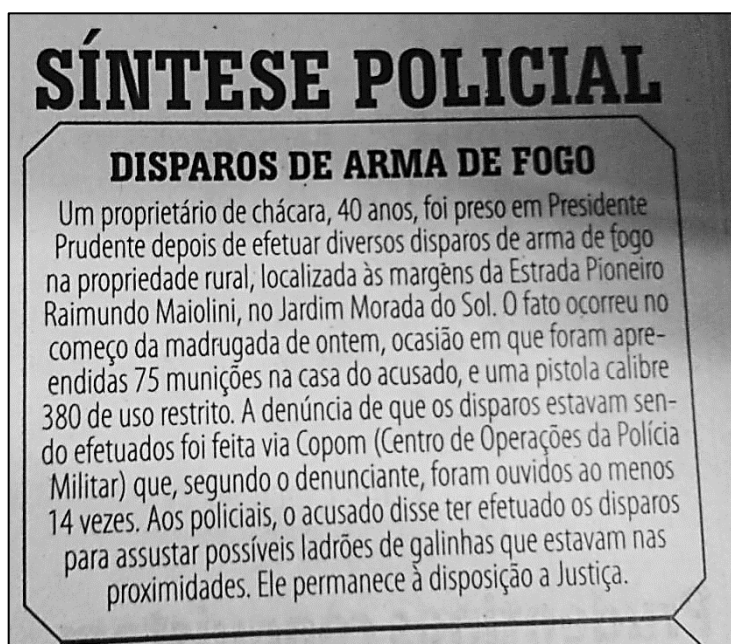 SÍNTESE POLICIAL
DISPAROS DE ARMA DE FOGO
Um proprietário de chácara, 40 anos, foi preso em Presidente
Prudente depois de efetuar diversos disparos de arma de fogo
na propriedade rural, localizada às margens da Estrada Pioneiro
Raimundo Maiolini, no Jardim Morada do Sol. O fato ocorreu no
começo da madrugada de ontem, ocasião em que foram apre-
endidas 75 munições na casa do acusado, e uma pistola calibre
380 de uso restrito. A denúncia de que os disparos estavam sen-
do efetuados foi feita via Copom (Centro de Operações da Polícia
Militar) que, segundo o denunciante, foram ouvidos ao menos
14 vezes. Aos policiais, o acusado disse ter efetuado os disparos
para assustar possíveis ladrões de galinhas que estavam nas
proximidades. Ele permanece à disposição a Justiça.